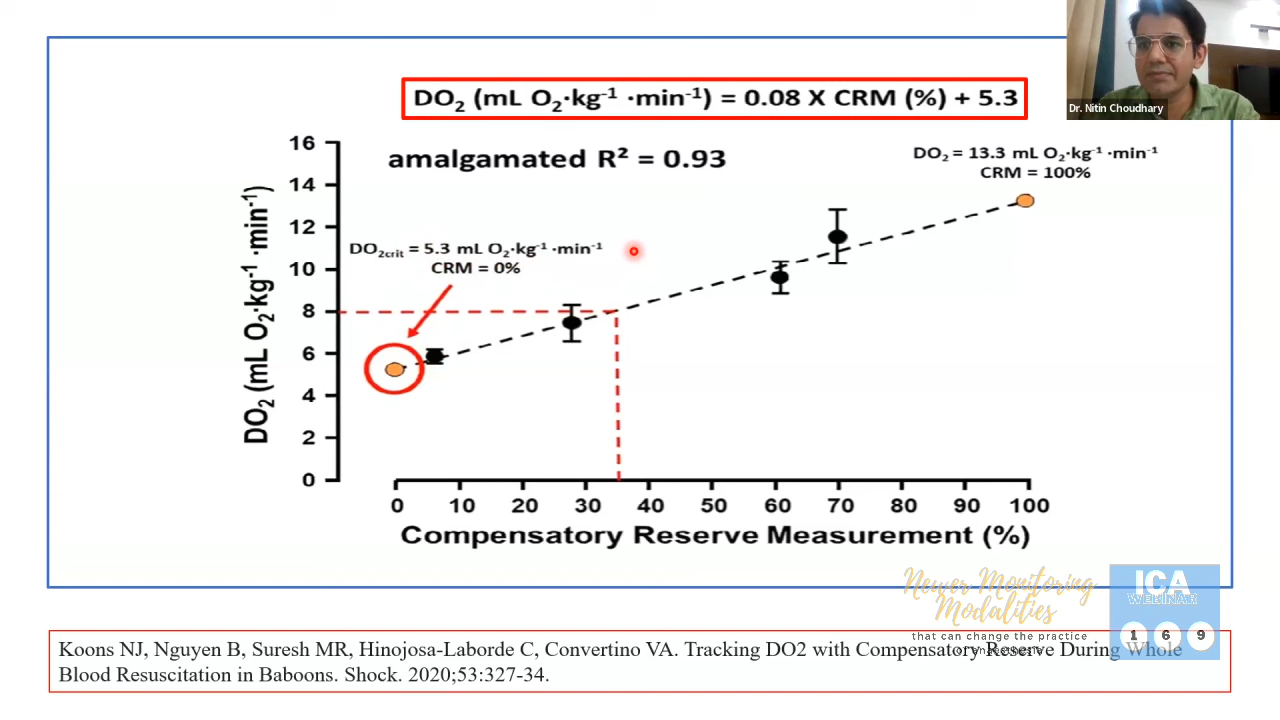 DO₂ (mL O₂·kg⁻¹ ·min⁻¹) = 0.08 X CRM (%) + 5.3
Dr. Nitin Choudhary
amalgamated R² = 0.93
DO₂ = 13.3 mL O₂·kg⁻¹ ·min⁻¹
CRM = 100%
DO₂crit = 5.3 mL O₂·kg⁻¹ ·min⁻¹
CRM = 0%
DO₂ (mL O₂·kg⁻¹ ·min⁻¹)
16
14
12
10
8
6
4
2
0
0 10 20 30 40 50 60 70 80 90 100
Compensatory Reserve Measurement (%)
Newer Monitoring
Modalities
that can change the practice
ICA
WEBINAR
1 6 9
Koons NJ, Nguyen B, Suresh MR, Hinojosa-Laborde C, Convertino VA. Tracking DO2 with Compensatory Reserve During Whole
Blood Resuscitation in Baboons. Shock. 2020;53:327-34.